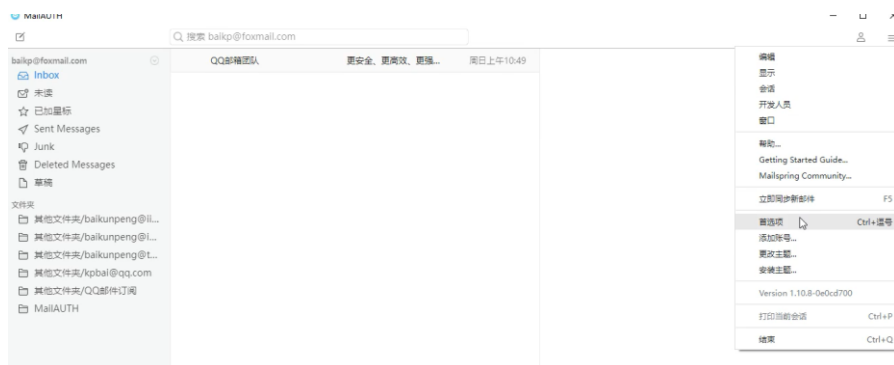 MailAUTH
搜索 baikp@foxmail.com
baikp@foxmail.com
Inbox
未读
已加星标
Sent Messages
Junk
Deleted Messages
草稿
文件夹
其他文件夹/baikunpeng@ii...
其他文件夹/baikunpeng@i...
其他文件夹/baikunpeng@t...
其他文件夹/kpbai@qq.com
其他文件夹/QQ邮件订阅
MailAUTH
QQ邮箱团队 更安全、更高效、更强... 周日上午10:49
编辑
显示
会话
开发人员
窗口
帮助...
Getting Started Guide...
Mailspring Community...
立即同步新邮件 F5
首选项 Ctrl+逗号
添加账号...
更改主题...
安装主题...
Version 1.10.8-0e0cd700
打印当前会话 Ctrl+P
结束 Ctrl+Q